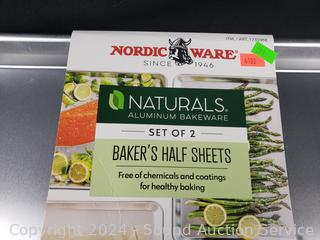 NORDIC WARE®
SINCE 1946
NATURALS®
ALUMINUM BAKEWARE
SET OF 2
BAKER'S HALF SHEETS
Free of chemicals and coatings
for healthy baking
Copyright 2024 - Sound Auction Service